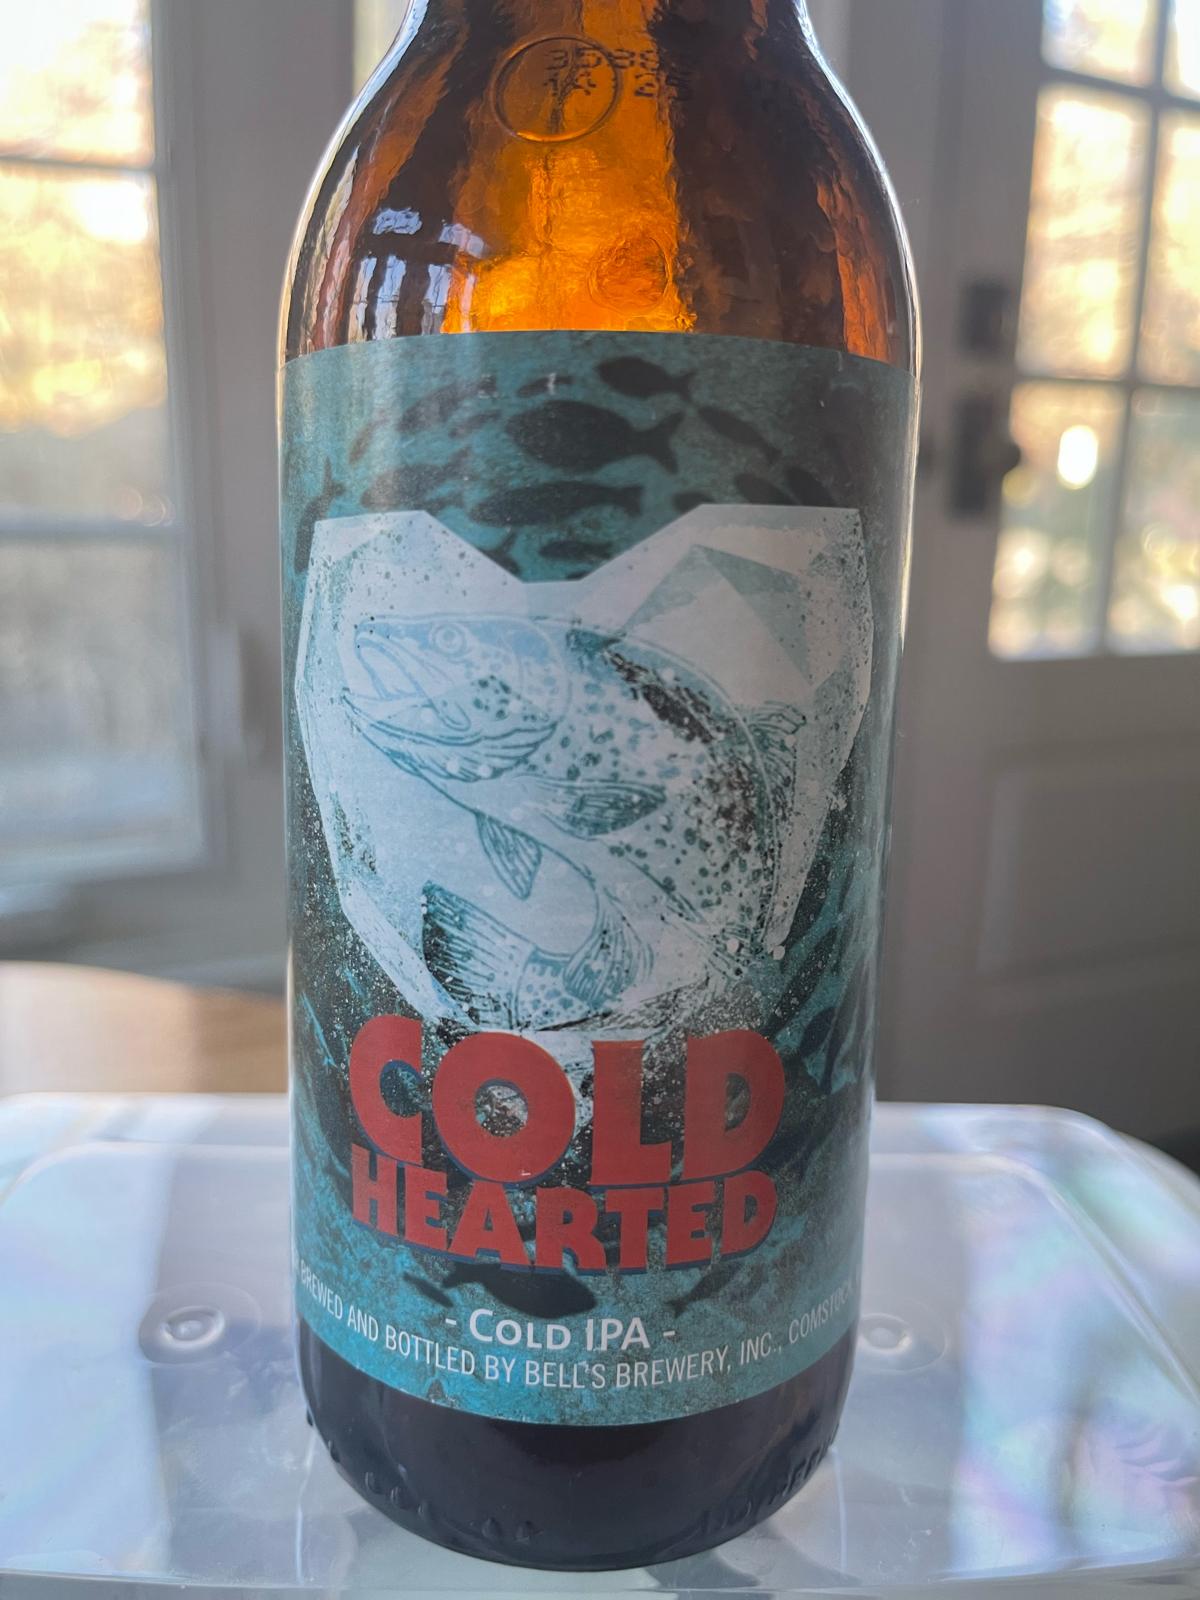 COLD
HEARTED
- COLD IPA -
BREWED AND BOTTLED BY BELL'S BREWERY, INC., COMSTOCK